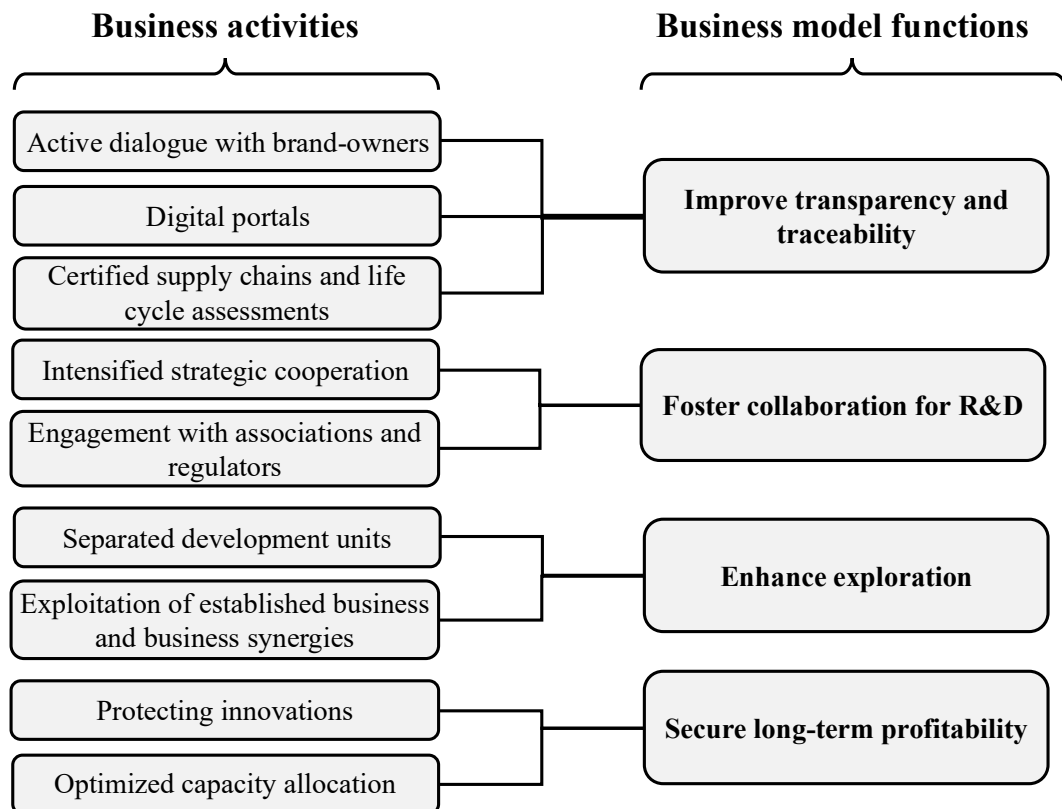 Business activities
Business model functions
Active dialogue with brand-owners
Digital portals
Certified supply chains and life
cycle assessments
Improve transparency and
traceability
Intensified strategic cooperation
Engagement with associations and
regulators
Foster collaboration for R&D
Separated development units
Exploitation of established business
and business synergies
Enhance exploration
Protecting innovations
Optimized capacity allocation
Secure long-term profitability